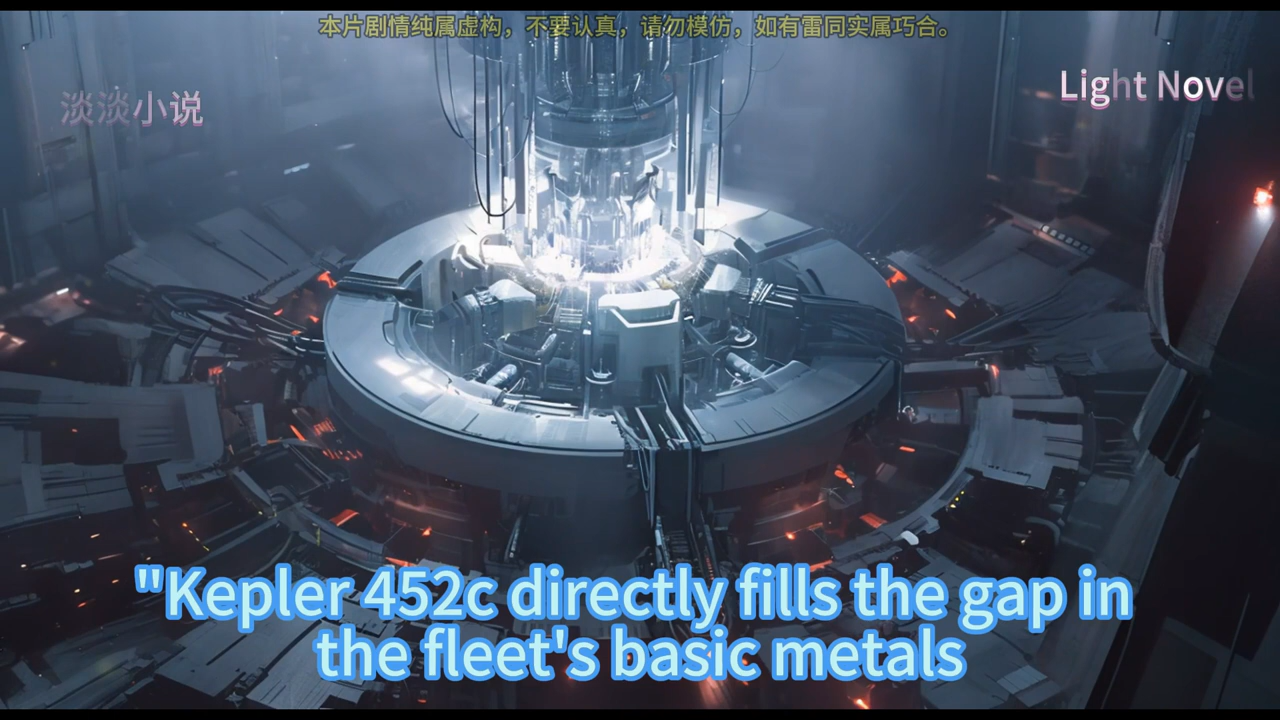 本片剧情纯属虚构，不要认真，请勿模仿，如有雷同实属巧合。
淡淡小说
Light Novel
"Kepler 452c directly fills the gap in
the fleet's basic metals